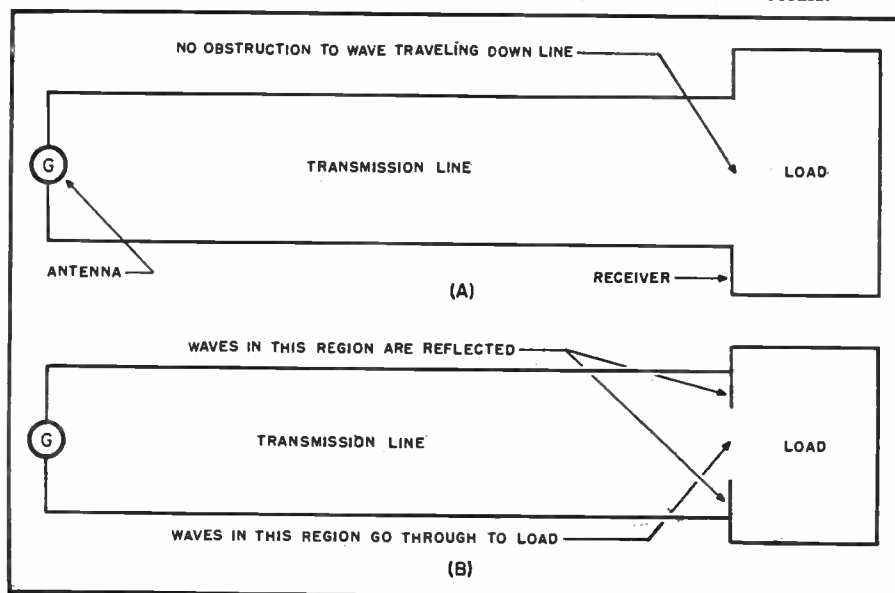 NO OBSTRUCTION TO WAVE TRAVELING DOWN LINE
G
TRANSMISSION LINE
LOAD
ANTENNA
RECEIVER
(A)
WAVES IN THIS REGION ARE REFLECTED
G
TRANSMISSION LINE
LOAD
WAVES IN THIS REGION GO THROUGH TO LOAD
(B)